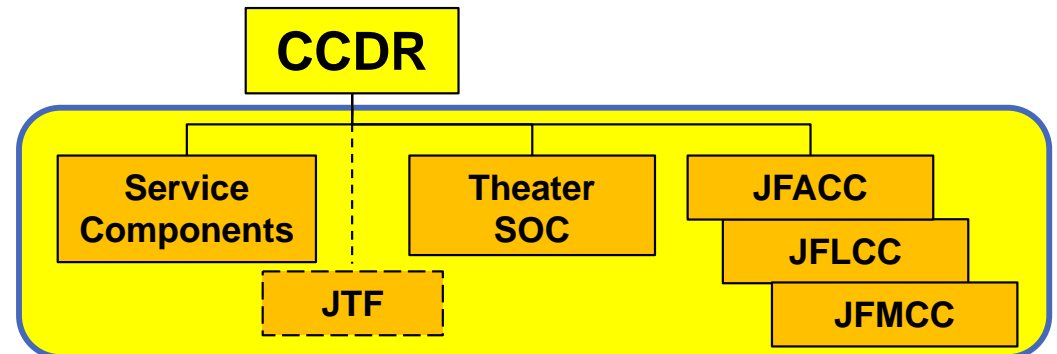 CCDR
Service
Components
Theater
SOC
JFACC
JFLCC
JFMCC
JTF